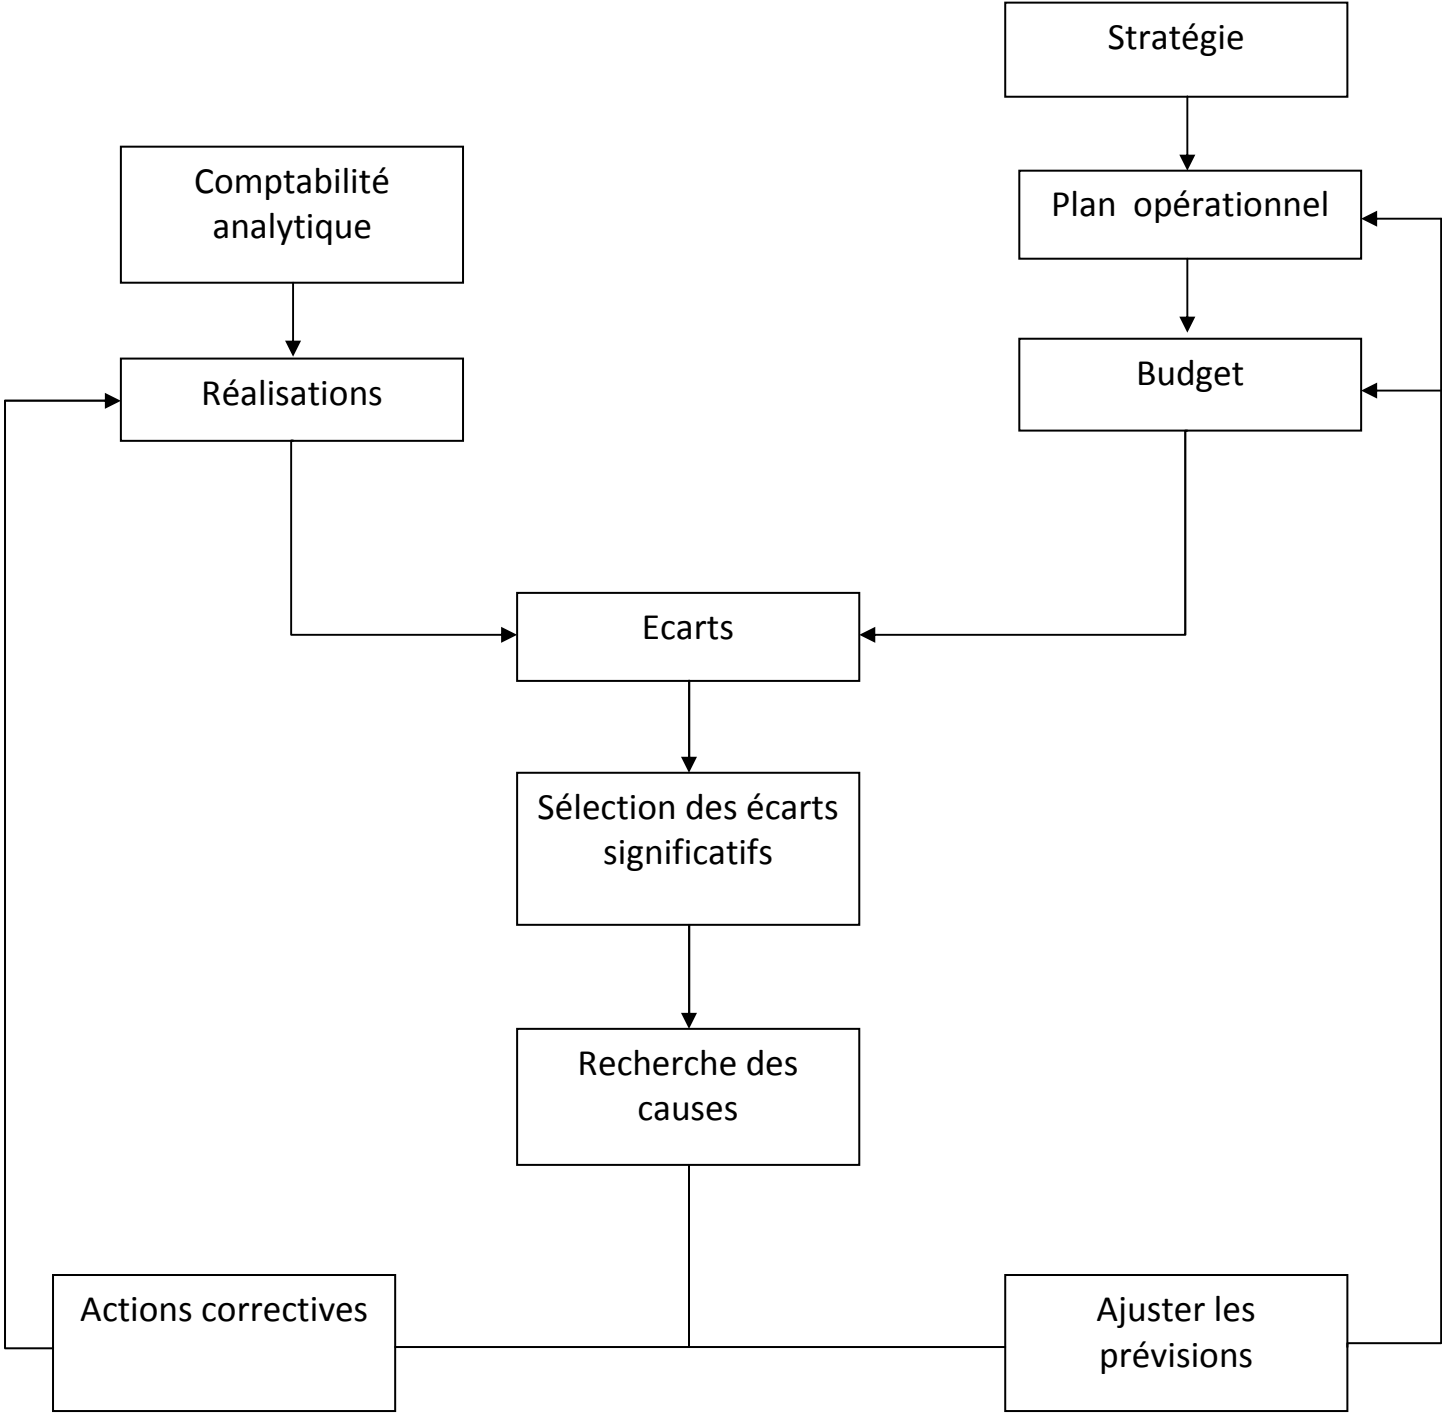 Stratégie
Comptabilité
analytique
Plan  opérationnel
Réalisations
Budget
Ecarts
Sélection des écarts
significatifs
Recherche des
causes
Actions correctives
Ajuster les
prévisions